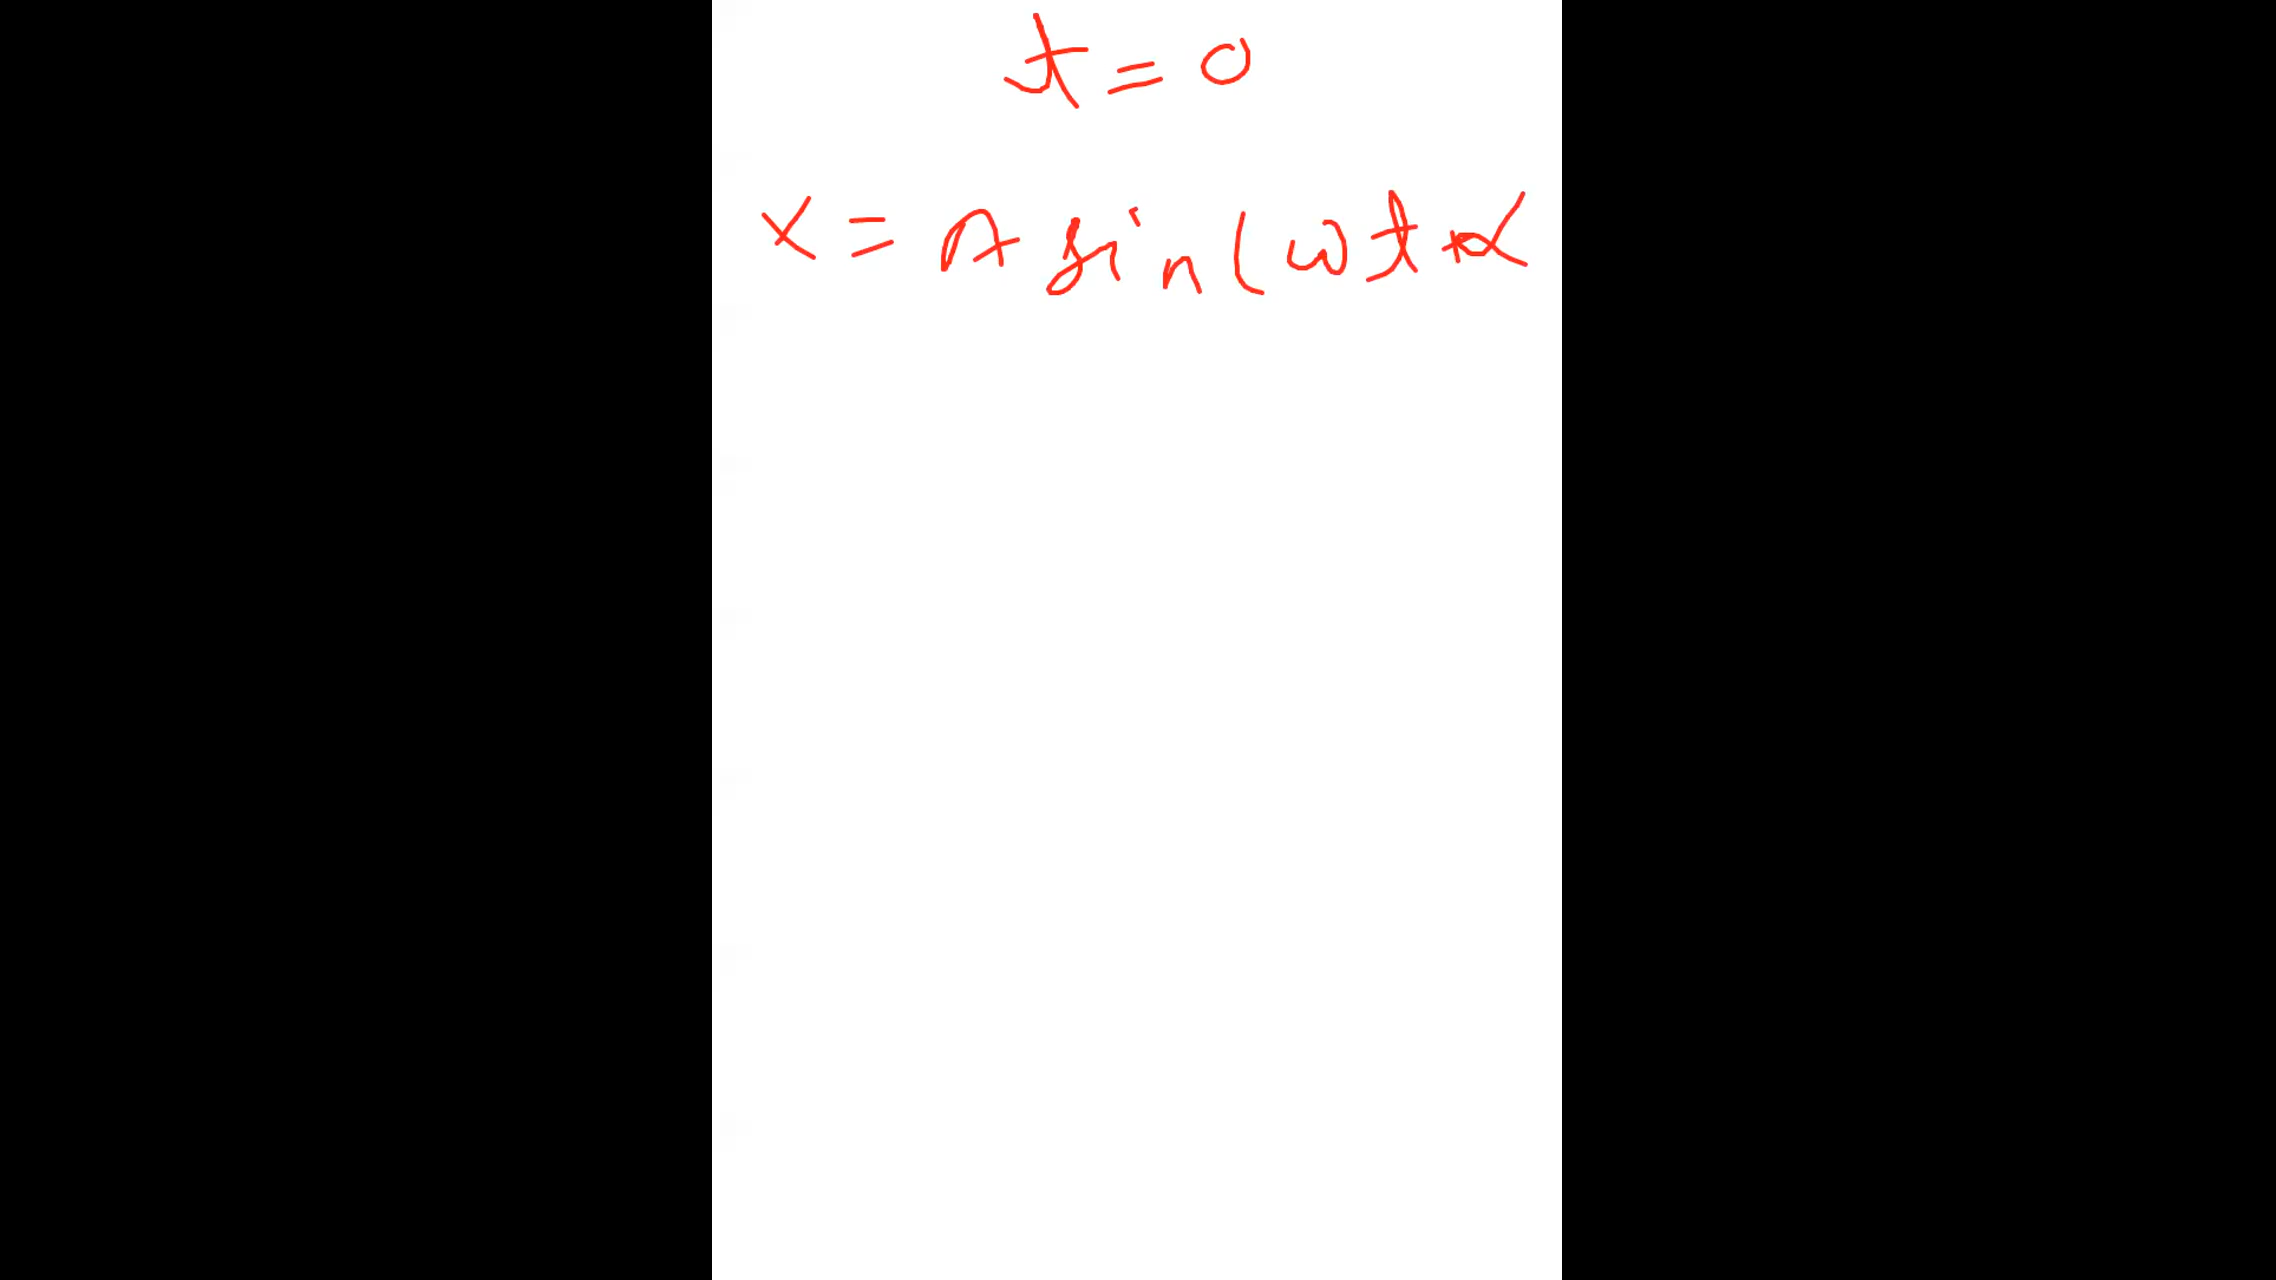 t = 0
x = A sin(ωt+α